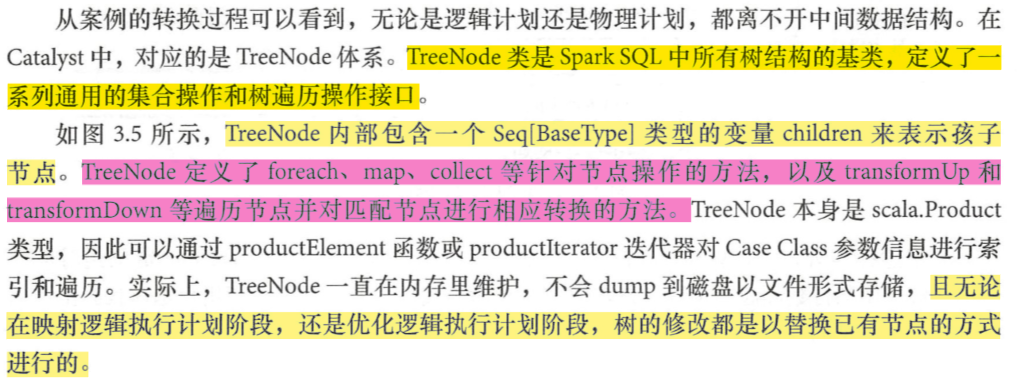 从案例的转换过程可以看到，无论是逻辑计划还是物理计划，都离不开中间数据结构。在
Catalyst 中，对应的是 TreeNode 体系。TreeNode 类是 Spark SQL 中所有树结构的基类，定义了一
系列通用的集合操作和树遍历操作接口。
如图 3.5 所示，TreeNode 内部包含一个 Seq[BaseType] 类型的变量 children 来表示孩子
节点。TreeNode 定义了 foreach、map、collect 等针对节点操作的方法，以及 transformUp 和
transformDown 等遍历节点并对匹配节点进行相应转换的方法。TreeNode 本身是 scala.Product
类型，因此可以通过 productElement 函数或 productIterator 迭代器对 Case Class 参数信息进行索
引和遍历。实际上，TreeNode 一直在内存里维护，不会 dump 到磁盘以文件形式存储，且无论
在映射逻辑执行计划阶段，还是优化逻辑执行计划阶段，树的修改都是以替换已有节点的方式
进行的。